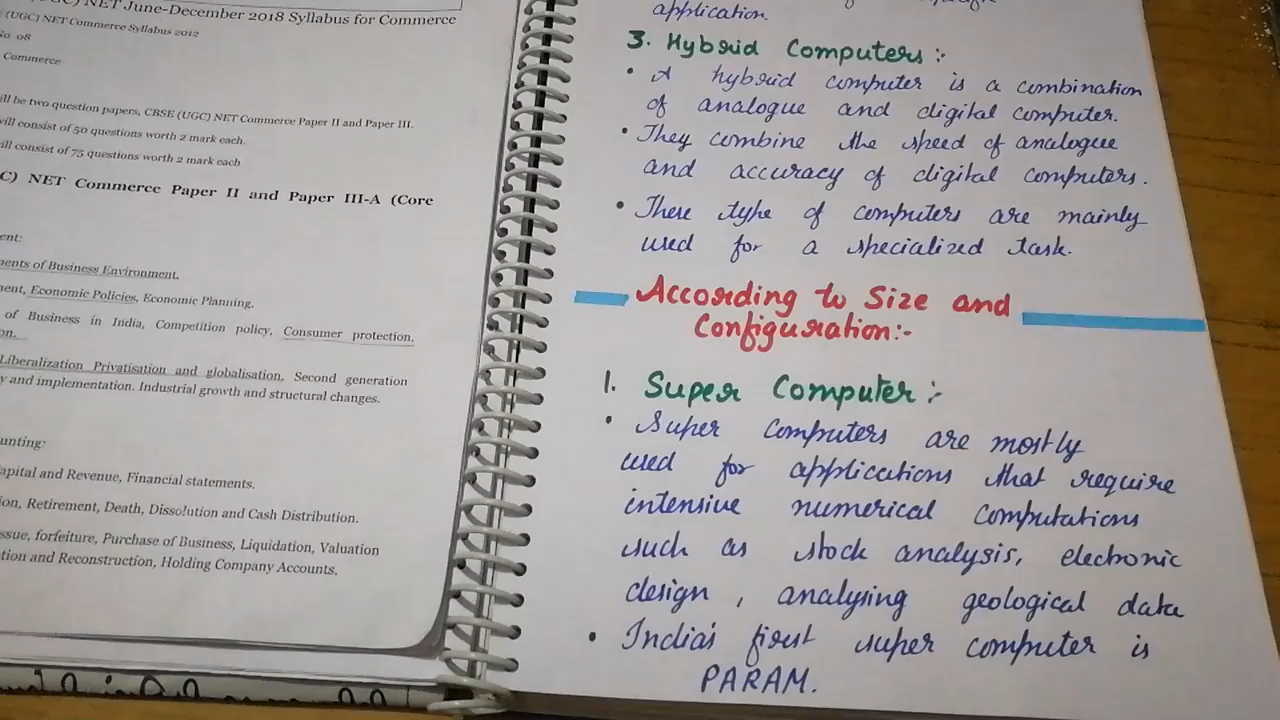 NET June-December 2018 Syllabus for Commerce
(UGC) NET Commerce Syllabus 2012
08
Commerce
ill be two question papers, CBSE (UGC) NET Commerce Paper II and Paper III.
will consist of 50 questions worth 2 mark each.
ill consist of 75 questions worth 2 mark each
C) NET Commerce Paper II and Paper III-A (Core
ent:
ents of Business Environment.
ment, Economic Policies, Economic Planning.
of Business in India, Competition policy, Consumer protection.
on.
Liberalization Privatisation and globalisation, Second generation
y and implementation. Industrial growth and structural changes.
unting:
apital and Revenue, Financial statements.
ion, Retirement, Death, Dissolution and Cash Distribution.
ssue, forfeiture, Purchase of Business, Liquidation, Valuation
tion and Reconstruction, Holding Company Accounts.
application.
3. Hybrid Computers :-
• A hybrid computer is a combination
of analogue and digital computer.
• They combine the speed of analogue
and accuracy of digital computers.
• These type of computers are mainly
used for a specialized task.
According to Size and
Configuration:-
1. Super Computer :-
• Super computers are mostly
used for applications that require
intensive numerical computations
such as stock analysis, electronic
design , analysing geological data
• India's first super computer is
PARAM.